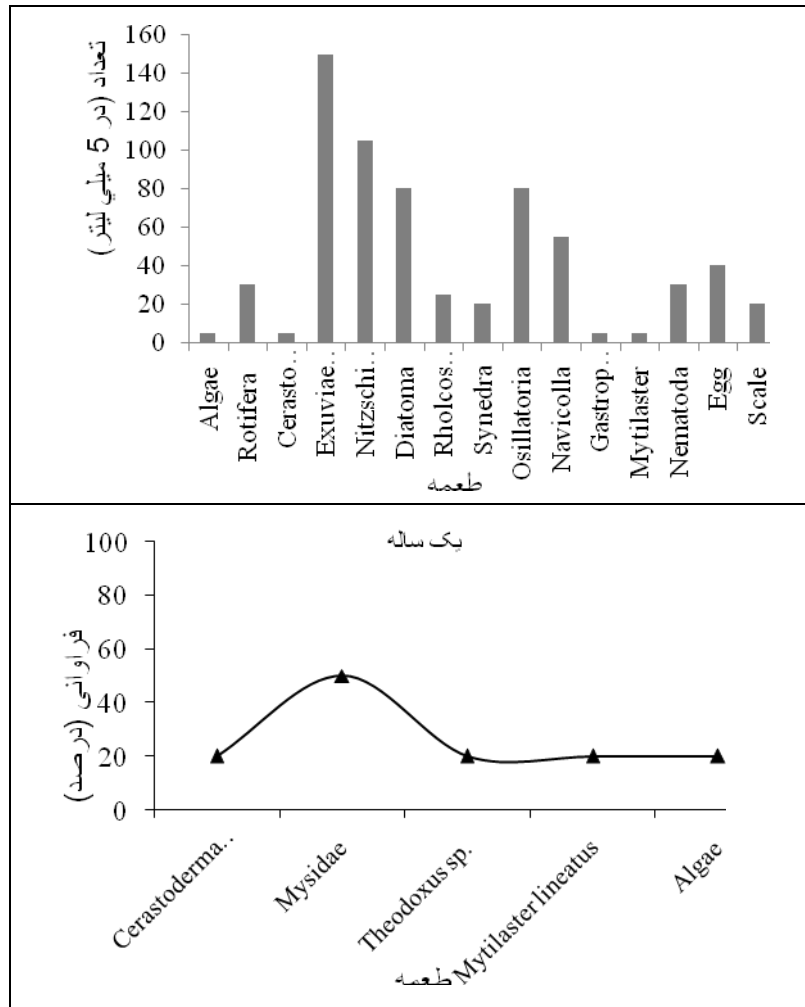 تعداد (در 5 ميلي ليتر)
160
140
120
100
80
60
40
20
0
Algae
Rotifera
Cerasto..
Exuviae..
Nitzschi..
Diatoma
Rholcos..
Synedra
Osillatoria
Navicolla
Gastrop..
Mytilaster
Nematoda
Egg
Scale
طعمه
یک ساله
فراوانی (درصد)
100
80
60
40
20
0
Cerastoderma..
Mysidae
Theodoxus sp.
Mytilaster lineatus
Algae
طعمه